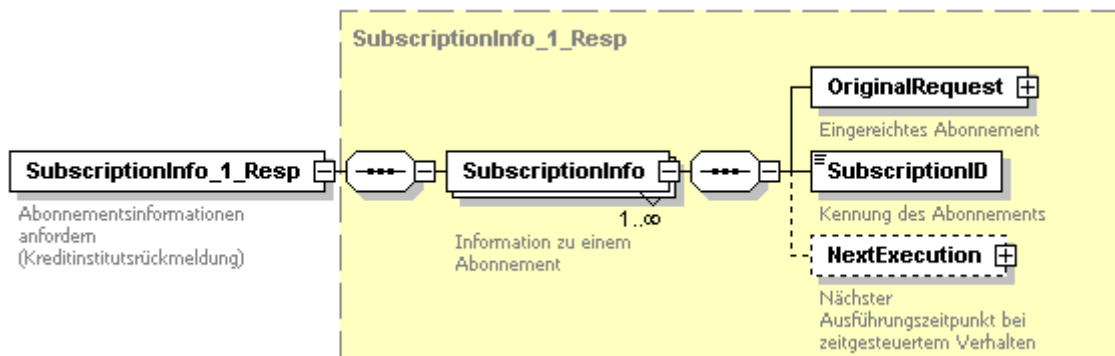 SubscriptionInfo_1_Resp
SubscriptionInfo_1_Resp
Abonnementsinformationen
anfordern
(Kreditinstitutsrückmeldung)
SubscriptionInfo
1..∞
Information zu einem
Abonnement
OriginalRequest
Eingereichtes Abonnement
SubscriptionID
Kennung des Abonnements
NextExecution
Nächster
Ausführungszeitpunkt bei
zeitgesteuertem Verhalten